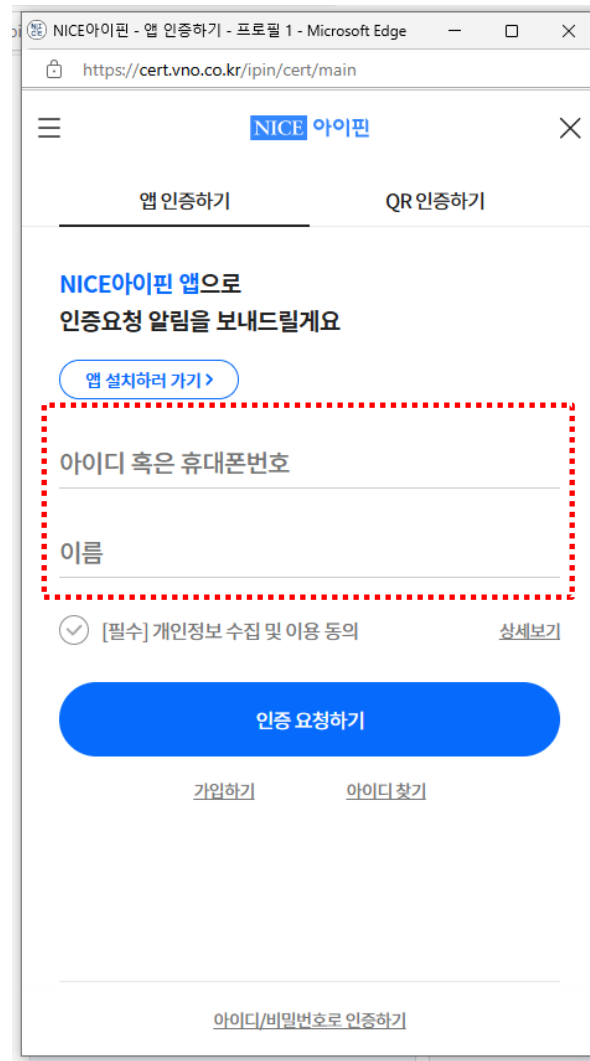 NICE아이핀 - 앱 인증하기 - 프로필 1 - Microsoft Edge
https://cert.vno.co.kr/ipin/cert/main
NICE 아이핀
앱 인증하기 QR 인증하기
NICE아이핀 앱으로
인증요청 알림을 보내드릴게요
앱 설치하러 가기 >
아이디 혹은 휴대폰번호
이름
[필수] 개인정보 수집 및 이용 동의 상세보기
인증 요청하기
가입하기 아이디 찾기
아이디/비밀번호로 인증하기